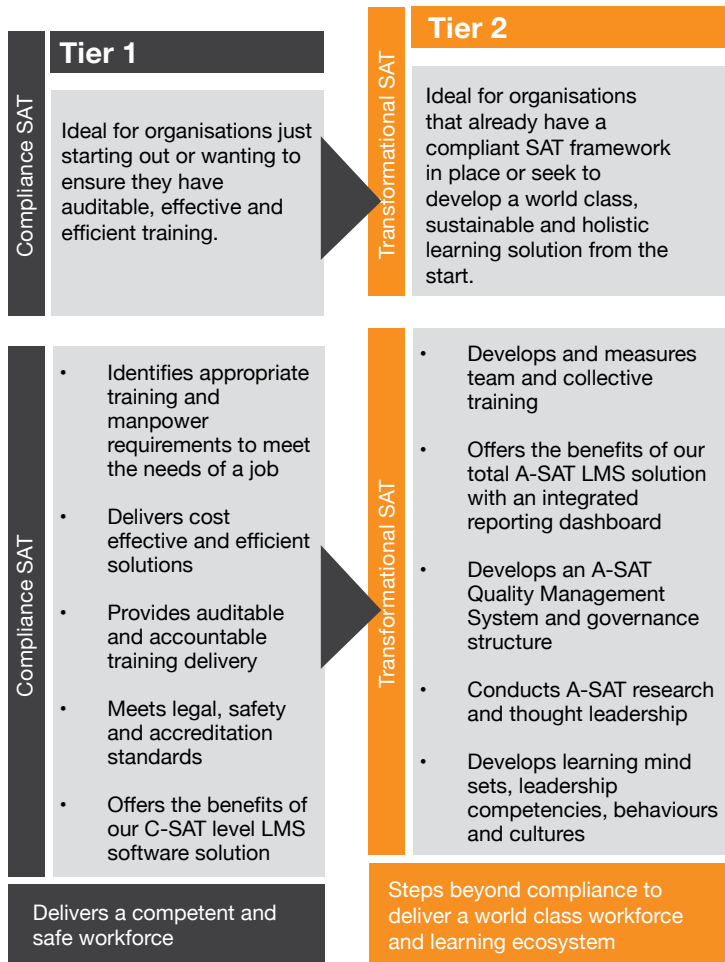 Compliance SAT
Tier 1
Ideal for organisations just
starting out or wanting to
ensure they have
auditable, effective and
efficient training.
Transformational SAT
Tier 2
Ideal for organisations
that already have a
compliant SAT framework
in place or seek to
develop a world class,
sustainable and holistic
learning solution from the
start.
Compliance SAT
• Identifies appropriate
training and
manpower
requirements to meet
the needs of a job
• Delivers cost
effective and efficient
solutions
• Provides auditable
and accountable
training delivery
• Meets legal, safety
and accreditation
standards
• Offers the benefits of
our C-SAT level LMS
software solution
Delivers a competent and
safe workforce
Transformational SAT
• Develops and measures
team and collective
training
• Offers the benefits of our
total A-SAT LMS solution
with an integrated
reporting dashboard
• Develops an A-SAT
Quality Management
System and governance
structure
• Conducts A-SAT research
and thought leadership
• Develops learning mind
sets, leadership
competencies, behaviours
and cultures
Steps beyond compliance to
deliver a world class workforce
and learning ecosystem